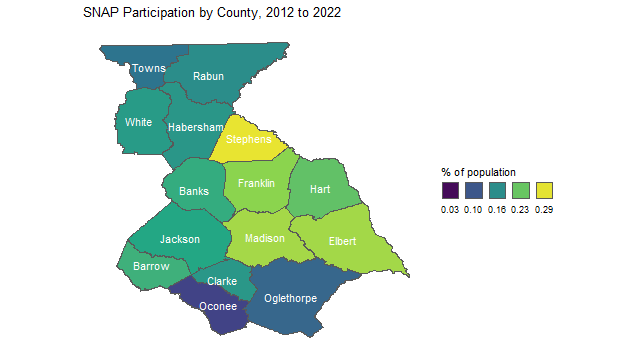 SNAP Participation by County, 2012 to 2022
Towns
Rabun
White
Habersham
Stephens
Banks
Franklin
Hart
Jackson
Madison
Elbert
Barrow
Clarke
Oconee
Oglethorpe
% of population
0.03 0.10 0.16 0.23 0.29